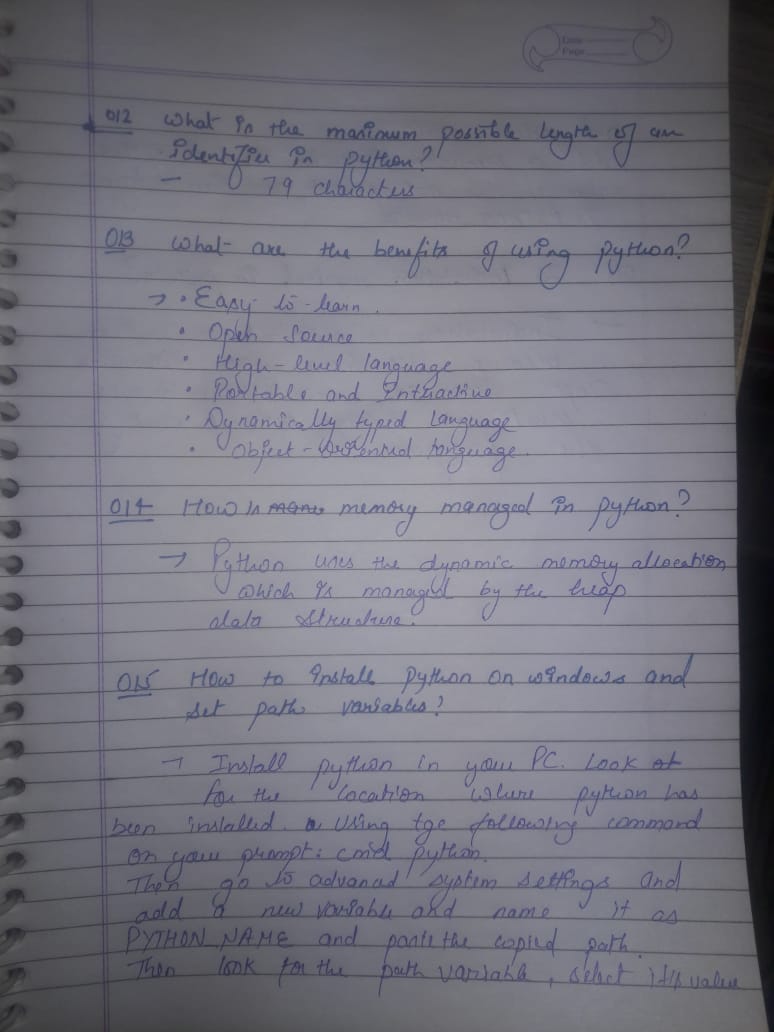 Date
Page
Q12 What is the maximum possible length of an
identifier in python?
- 79 characters
Q13 What are the benefits of using python?
→ • Easy-to-learn.
• Open Source
• High-level language
• Portable and Interactive
• Dynamically typed Language
• Object-Oriented language.
Q14 How is memory managed in python?
→ Python uses the dynamic memory allocation
which is managed by the heap
data structure.
Q15 How to install python on windows and
set path variables?
→ Install python in your PC. Look at
for the location where python has
been installed. Using tge following command
on your prompt: cmd python.
Then go to advanced system settings and
add a new variable and name it as
PYTHON_NAME and paste the copied path.
Then look for the path variable, select its value